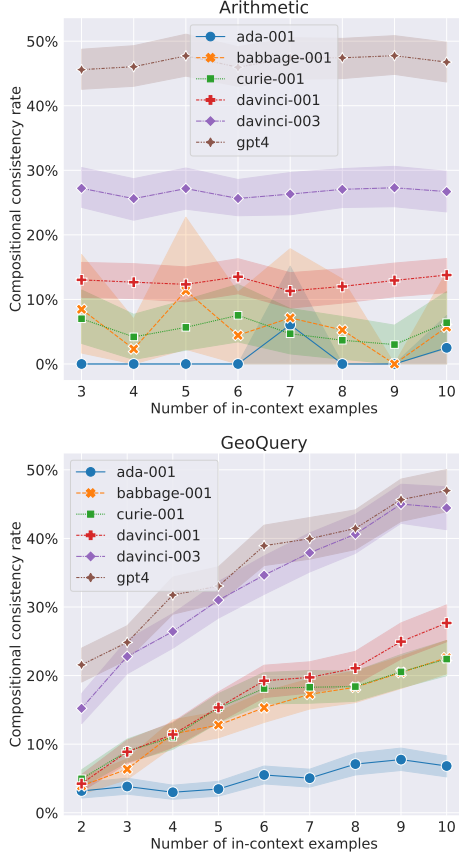 Arithmetic
Compositional consistency rate
50%
40%
30%
20%
10%
0%
ada-001
babbage-001
curie-001
davinci-001
davinci-003
gpt4
3 4 5 6 7 8 9 10
Number of in-context examples
GeoQuery
Compositional consistency rate
50%
40%
30%
20%
10%
0%
ada-001
babbage-001
curie-001
davinci-001
davinci-003
gpt4
2 3 4 5 6 7 8 9 10
Number of in-context examples